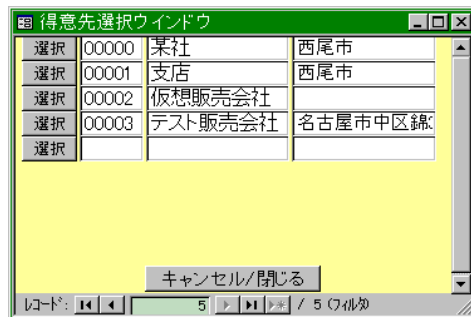 得意先選択ウインドウ
選択 00000 某社 西尾市
選択 00001 支店 西尾市
選択 00002 仮想販売会社
選択 00003 テスト販売会社 名古屋市中区錦
選択
キャンセル/閉じる
レコード: 5 / 5 (フィルタ)